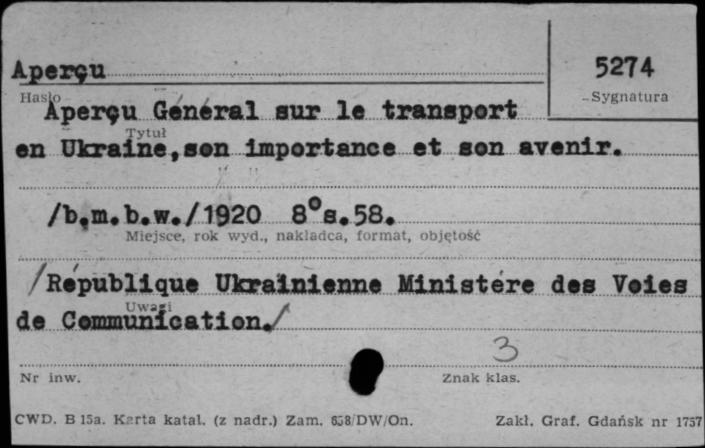 Aperçu
5274
Hasło
Sygnatura
Aperçu Général sur le transport
Tytuł
en Ukraine,son importance et son avenir.
/b.m.b.w./1920 8°s.58.
Miejsce, rok wyd., nakładca, format, objętość
/République Ukrainienne Ministére des Voies
Uwagi
de Communication./
3
Nr inw.
Znak klas.
CWD. B 15a. Karta katal. (z nadr.) Zam. 658/DW/On.
Zakł. Graf. Gdańsk nr 1757